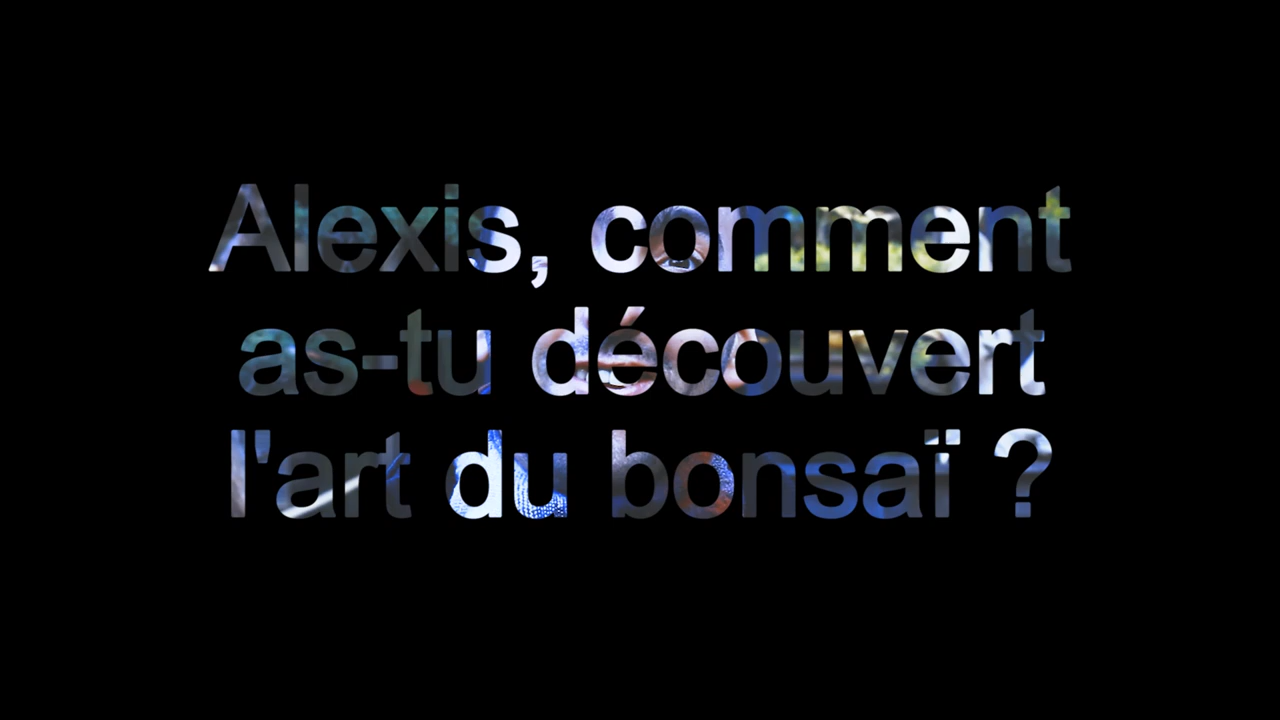 Alexis, comment
as-tu découvert
l'art du bonsaï ?